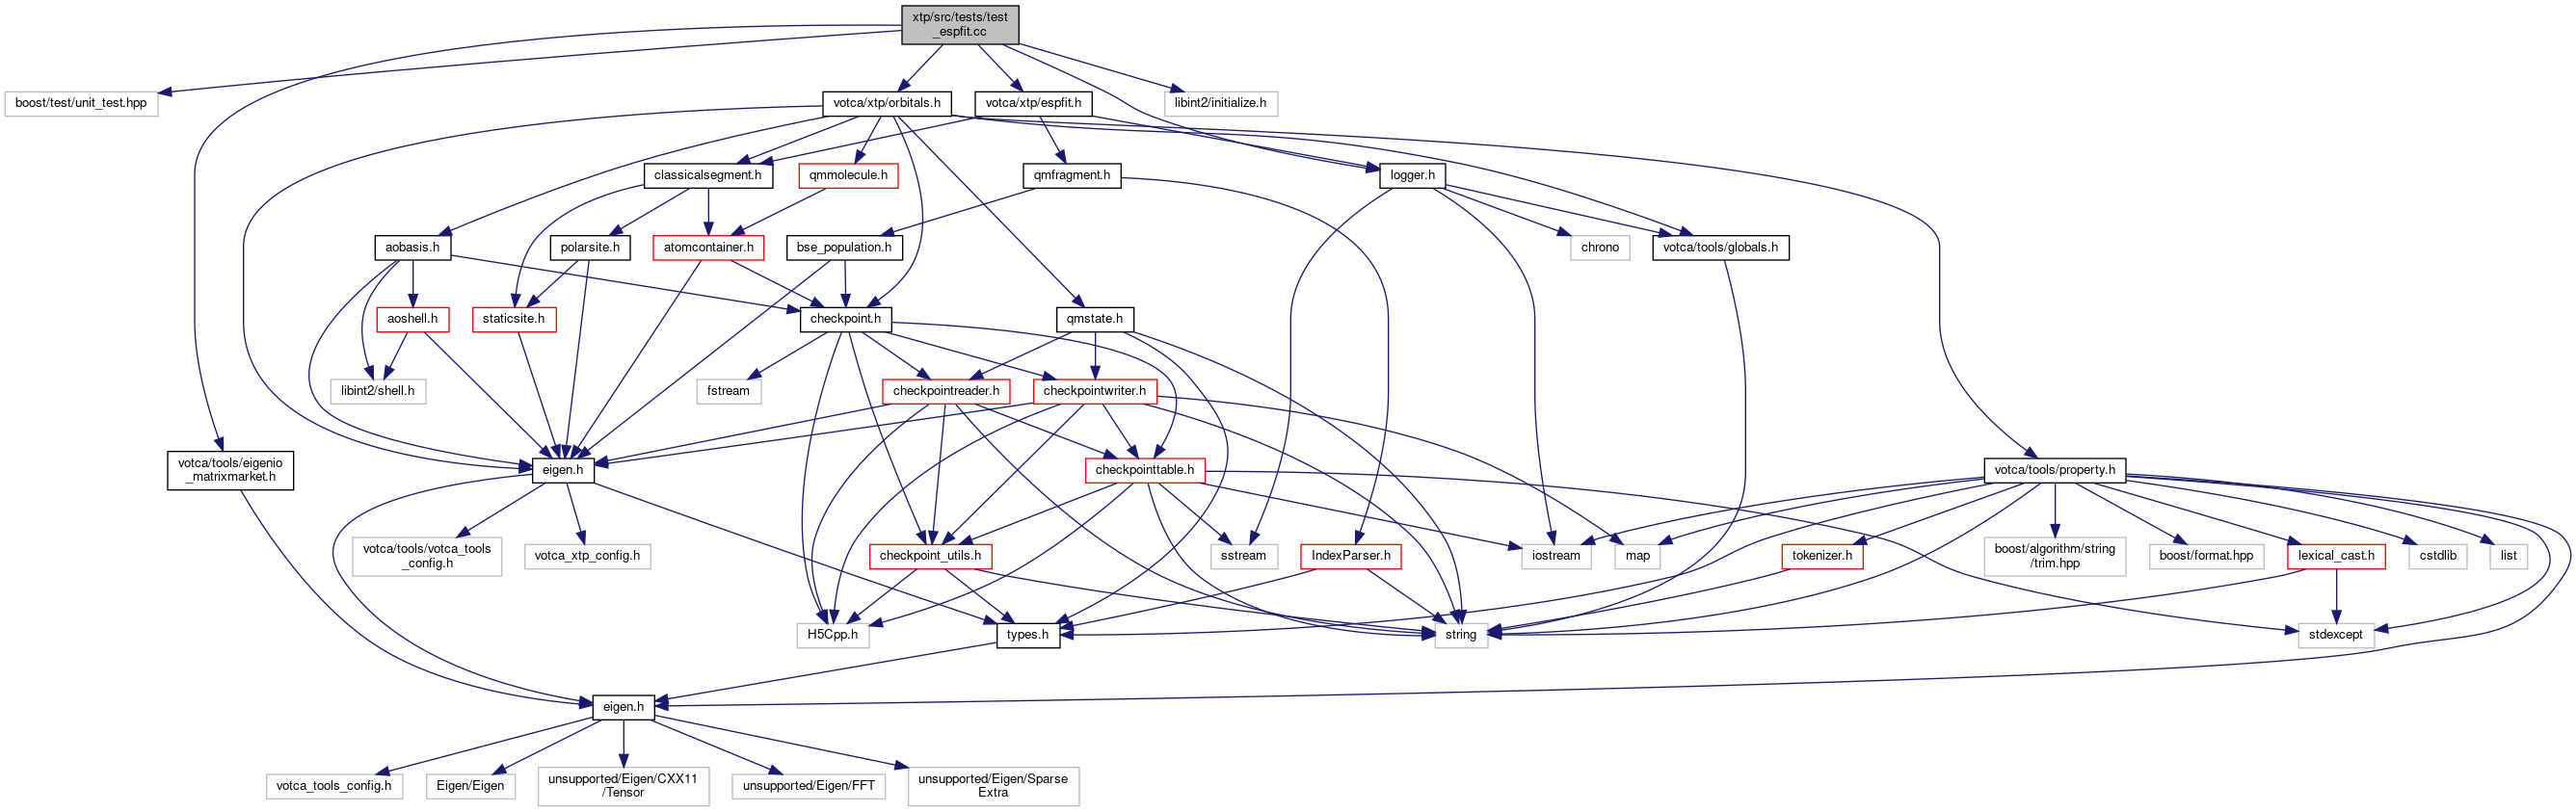 xtp/src/tests/test
_espfit.cc
boost/test/unit_test.hpp
votca/xtp/orbitals.h
votca/xtp/espfit.h
libint2/initialize.h
classicalsegment.h
qmmolecule.h
qmfragment.h
logger.h
aobasis.h
polarsite.h
atomcontainer.h
bse_population.h
chrono
votca/tools/globals.h
aoshell.h
staticsite.h
checkpoint.h
qmstate.h
libint2/shell.h
fstream
checkpointreader.h
checkpointwriter.h
votca/tools/eigenio
_matrixmarket.h
eigen.h
checkpointtable.h
votca/tools/property.h
votca/tools/votca_tools
_config.h
votca_xtp_config.h
checkpoint_utils.h
sstream
IndexParser.h
iostream
map
tokenizer.h
boost/algorithm/string
/trim.hpp
boost/format.hpp
lexical_cast.h
cstdlib
list
H5Cpp.h
types.h
string
stdexcept
eigen.h
votca_tools_config.h
Eigen/Eigen
unsupported/Eigen/CXX11
/Tensor
unsupported/Eigen/FFT
unsupported/Eigen/Sparse
Extra